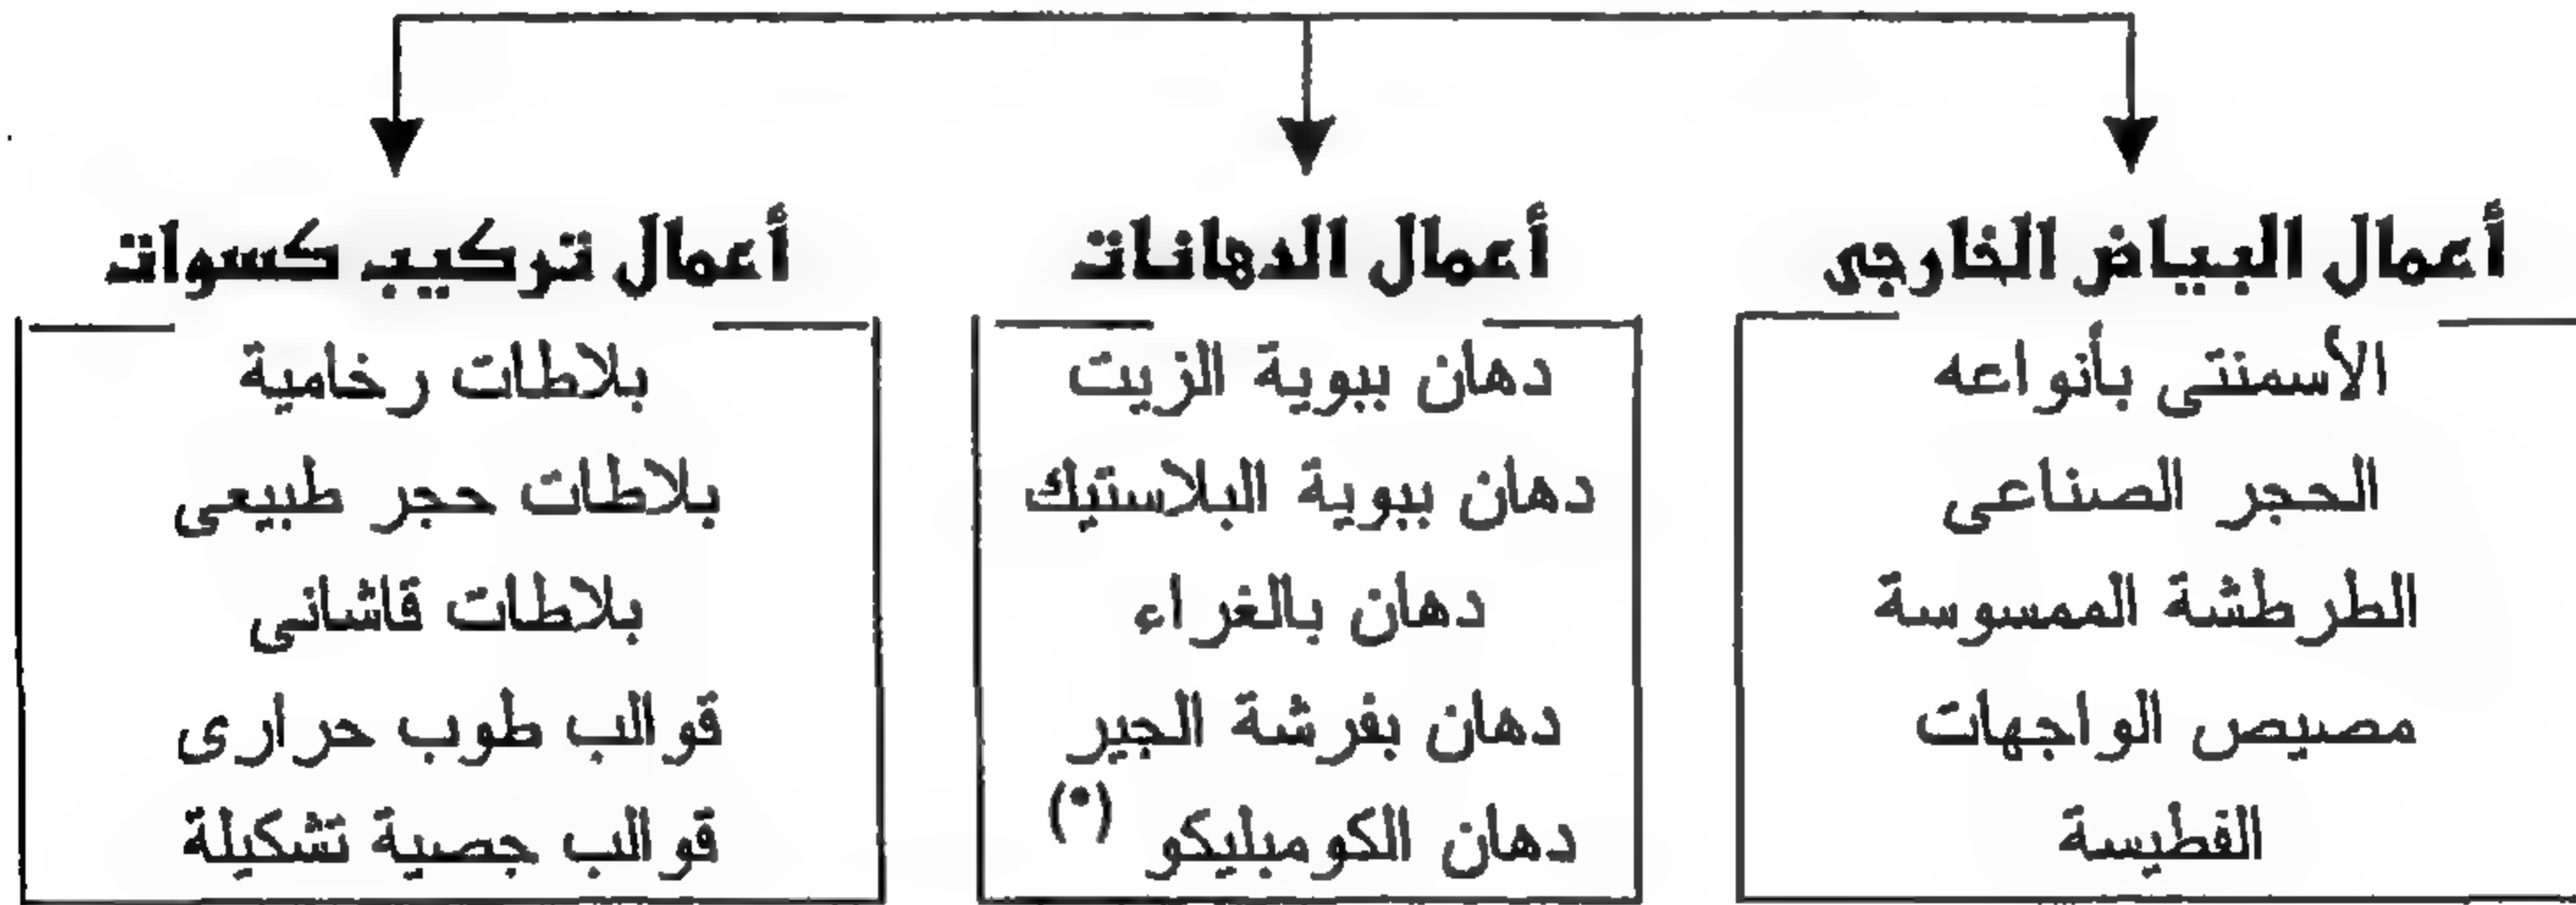 أعمال البياض الخارجى
الأسمنتى بأنواعه
الحجر الصناعى
الطرطشة الممسوسة
مصيص الواجهات
الفطيسة
أعمال الدهانات
دهان ببوية الزيت
دهان ببوية البلاستيك
دهان بالغراء
دهان بفرشة الجير
دهان الكومبليكو (*)
أعمال تركيب كسوات
بلاطات رخامية
بلاطات حجر طبيعى
بلاطات قاشانى
قوالب طوب حرارى
قوالب جصية تشكيلة